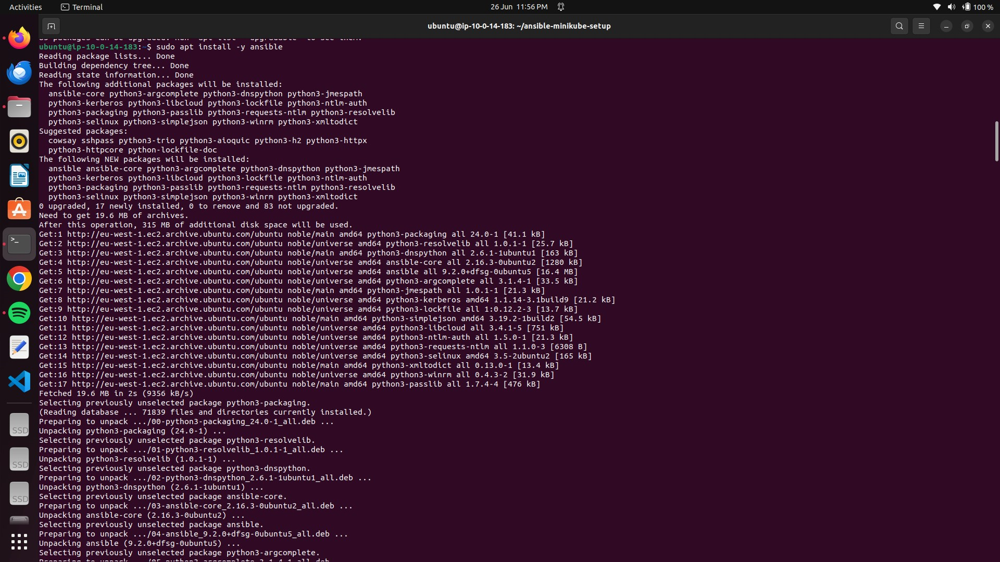 Activities
Terminal
26 Jun 11:56 PM
100 %
ubuntu@ip-10-0-14-183: ~/ansible-minikube-setup
83 packages can be upgraded. Run 'apt list --upgradable' to see them.
ubuntu@ip-10-0-14-183:~$ sudo apt install -y ansible
Reading package lists... Done
Building dependency tree... Done
Reading state information... Done
The following additional packages will be installed:
  ansible-core python3-argcomplete python3-dnspython python3-jmespath
  python3-kerberos python3-libcloud python3-lockfile python3-ntlm-auth
  python3-packaging python3-passlib python3-requests-ntlm python3-resolvelib
  python3-selinux python3-simplejson python3-winrm python3-xmltodict
Suggested packages:
  cowsay sshpass python3-trio python3-aioquic python3-h2 python3-httpx
  python3-httpcore python-lockfile-doc
The following NEW packages will be installed:
  ansible ansible-core python3-argcomplete python3-dnspython python3-jmespath
  python3-kerberos python3-libcloud python3-lockfile python3-ntlm-auth
  python3-packaging python3-passlib python3-requests-ntlm python3-resolvelib
  python3-selinux python3-simplejson python3-winrm python3-xmltodict
0 upgraded, 17 newly installed, 0 to remove and 83 not upgraded.
Need to get 19.6 MB of archives.
After this operation, 315 MB of additional disk space will be used.
Get:1 http://eu-west-1.ec2.archive.ubuntu.com/ubuntu noble/main amd64 python3-packaging all 24.0-1 [41.1 kB]
Get:2 http://eu-west-1.ec2.archive.ubuntu.com/ubuntu noble/universe amd64 python3-resolvelib all 1.0.1-1 [25.7 kB]
Get:3 http://eu-west-1.ec2.archive.ubuntu.com/ubuntu noble/main amd64 python3-dnspython all 2.6.1-1ubuntu1 [163 kB]
Get:4 http://eu-west-1.ec2.archive.ubuntu.com/ubuntu noble/universe amd64 ansible-core all 2.16.3-0ubuntu2 [1280 kB]
Get:5 http://eu-west-1.ec2.archive.ubuntu.com/ubuntu noble/universe amd64 ansible all 9.2.0+dfsg-0ubuntu5 [16.4 MB]
Get:6 http://eu-west-1.ec2.archive.ubuntu.com/ubuntu noble/universe amd64 python3-argcomplete all 3.1.4-1 [33.5 kB]
Get:7 http://eu-west-1.ec2.archive.ubuntu.com/ubuntu noble/main amd64 python3-jmespath all 1.0.1-1 [21.3 kB]
Get:8 http://eu-west-1.ec2.archive.ubuntu.com/ubuntu noble/universe amd64 python3-kerberos amd64 1.1.14-3.1build9 [21.2 kB]
Get:9 http://eu-west-1.ec2.archive.ubuntu.com/ubuntu noble/universe amd64 python3-lockfile all 1:0.12.2-3 [13.7 kB]
Get:10 http://eu-west-1.ec2.archive.ubuntu.com/ubuntu noble/main amd64 python3-simplejson amd64 3.19.2-1build2 [54.5 kB]
Get:11 http://eu-west-1.ec2.archive.ubuntu.com/ubuntu noble/universe amd64 python3-libcloud all 3.4.1-5 [751 kB]
Get:12 http://eu-west-1.ec2.archive.ubuntu.com/ubuntu noble/universe amd64 python3-ntlm-auth all 1.5.0-1 [21.3 kB]
Get:13 http://eu-west-1.ec2.archive.ubuntu.com/ubuntu noble/universe amd64 python3-requests-ntlm all 1.1.0-3 [6308 B]
Get:14 http://eu-west-1.ec2.archive.ubuntu.com/ubuntu noble/universe amd64 python3-selinux amd64 3.5-2ubuntu2 [165 kB]
Get:15 http://eu-west-1.ec2.archive.ubuntu.com/ubuntu noble/main amd64 python3-xmltodict all 0.13.0-1 [13.4 kB]
Get:16 http://eu-west-1.ec2.archive.ubuntu.com/ubuntu noble/universe amd64 python3-winrm all 0.4.3-2 [31.9 kB]
Get:17 http://eu-west-1.ec2.archive.ubuntu.com/ubuntu noble/main amd64 python3-passlib all 1.7.4-4 [476 kB]
Fetched 19.6 MB in 2s (9356 kB/s)
Selecting previously unselected package python3-packaging.
(Reading database ... 71839 files and directories currently installed.)
Preparing to unpack .../00-python3-packaging_24.0-1_all.deb ...
Unpacking python3-packaging (24.0-1) ...
Selecting previously unselected package python3-resolvelib.
Preparing to unpack .../01-python3-resolvelib_1.0.1-1_all.deb ...
Unpacking python3-resolvelib (1.0.1-1) ...
Selecting previously unselected package python3-dnspython.
Preparing to unpack .../02-python3-dnspython_2.6.1-1ubuntu1_all.deb ...
Unpacking python3-dnspython (2.6.1-1ubuntu1) ...
Selecting previously unselected package ansible-core.
Preparing to unpack .../03-ansible-core_2.16.3-0ubuntu2_all.deb ...
Unpacking ansible-core (2.16.3-0ubuntu2) ...
Selecting previously unselected package ansible.
Preparing to unpack .../04-ansible_9.2.0+dfsg-0ubuntu5_all.deb ...
Unpacking ansible (9.2.0+dfsg-0ubuntu5) ...
Selecting previously unselected package python3-argcomplete.
Preparing to unpack .../05-python3-argcomplete_3.1.4-1_all.deb ...
SSD
SSD
SSD